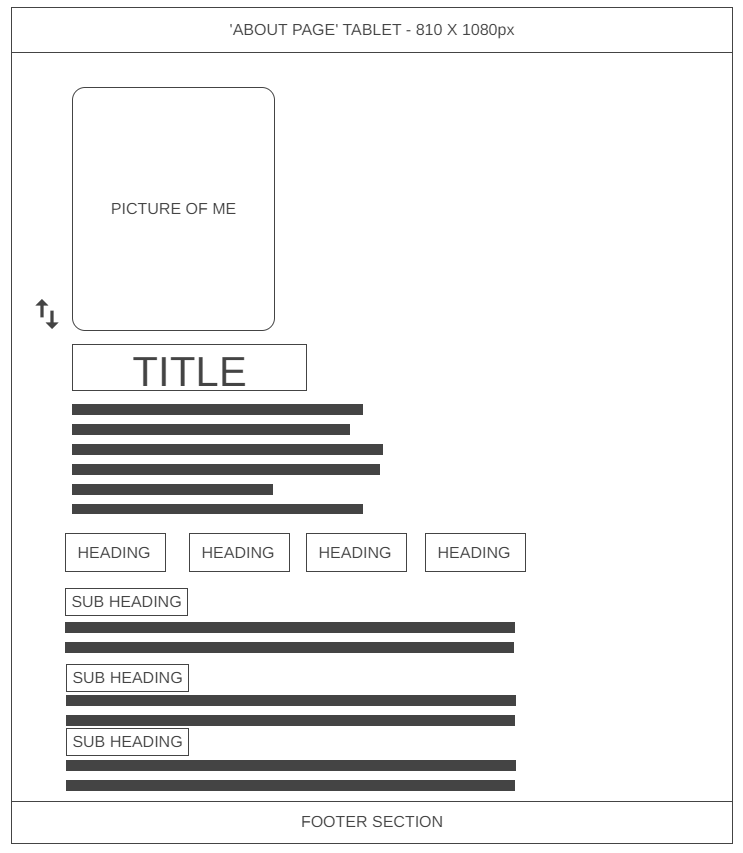 'ABOUT PAGE' TABLET - 810 X 1080px
PICTURE OF ME
TITLE
HEADING HEADING HEADING HEADING
SUB HEADING
SUB HEADING
SUB HEADING
FOOTER SECTION